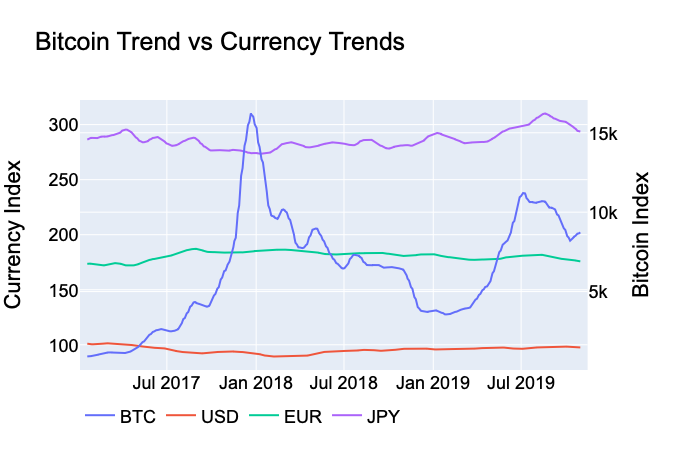 Bitcoin Trend vs Currency Trends
300
250
200
150
100
15k
10k
5k
Currency Index
Bitcoin Index
Jul 2017 Jan 2018 Jul 2018 Jan 2019 Jul 2019
BTC USD EUR JPY